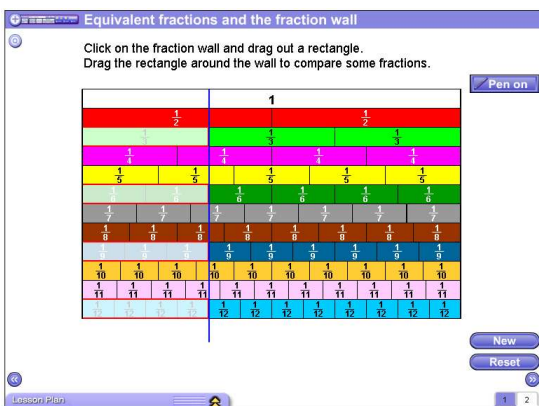 Equivalent fractions and the fraction wall
Click on the fraction wall and drag out a rectangle.
Drag the rectangle around the wall to compare some fractions.
Pen on
1
1/2 1/2
1/3 1/3 1/3
1/4 1/4 1/4 1/4
1/5 1/5 1/5 1/5 1/5
1/6 1/6 1/6 1/6 1/6 1/6
1/7 1/7 1/7 1/7 1/7 1/7 1/7
1/8 1/8 1/8 1/8 1/8 1/8 1/8 1/8
1/9 1/9 1/9 1/9 1/9 1/9 1/9 1/9 1/9
1/10 1/10 1/10 1/10 1/10 1/10 1/10 1/10 1/10 1/10
1/11 1/11 1/11 1/11 1/11 1/11 1/11 1/11 1/11 1/11 1/11
1/12 1/12 1/12 1/12 1/12 1/12 1/12 1/12 1/12 1/12 1/12 1/12
New
Reset
Lesson Plan
1 2